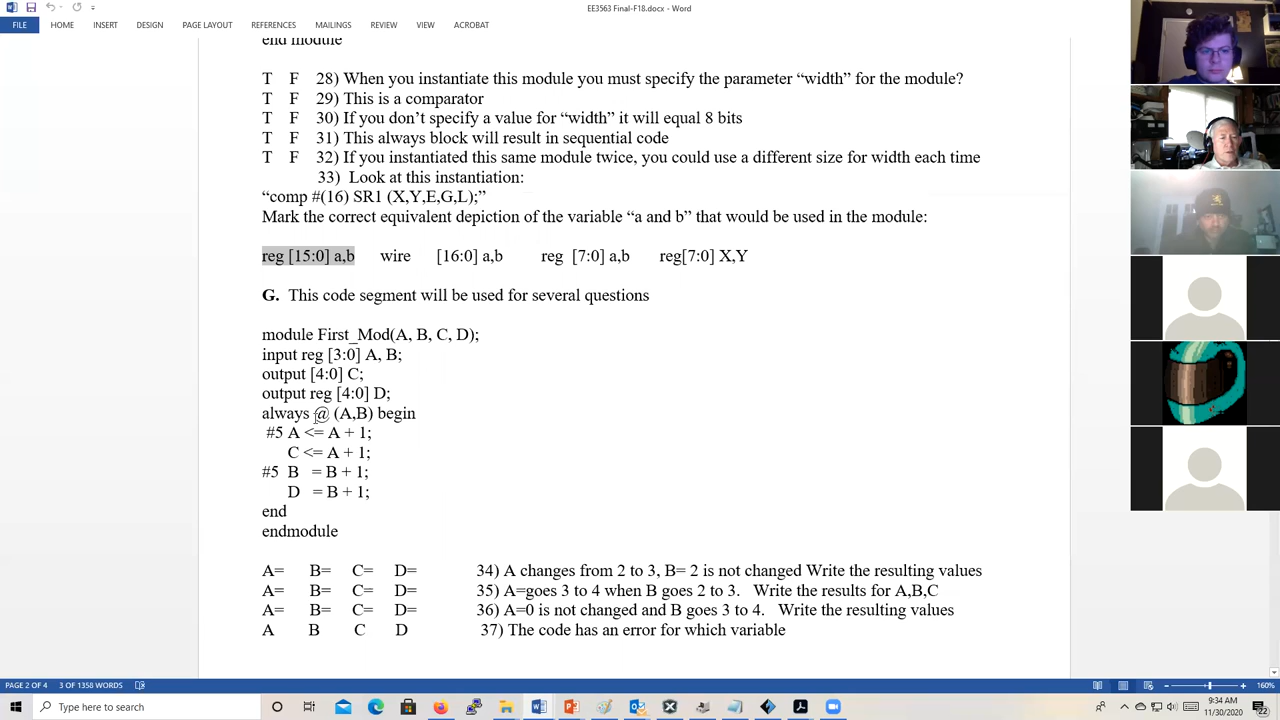 EE3563 Final-F18.docx - Word
FILE HOME INSERT DESIGN PAGE LAYOUT REFERENCES MAILINGS REVIEW VIEW ACROBAT
end module
T F 28) When you instantiate this module you must specify the parameter “width” for the module?
T F 29) This is a comparator
T F 30) If you don’t specify a value for “width” it will equal 8 bits
T F 31) This always block will result in sequential code
T F 32) If you instantiated this same module twice, you could use a different size for width each time
33) Look at this instantiation:
“comp #(16) SR1 (X,Y,E,G,L);”
Mark the correct equivalent depiction of the variable “a and b” that would be used in the module:
reg [15:0] a,b wire [16:0] a,b reg [7:0] a,b reg[7:0] X,Y
G. This code segment will be used for several questions
module First_Mod(A, B, C, D);
input reg [3:0] A, B;
output [4:0] C;
output reg [4:0] D;
always @ (A,B) begin
#5 A <= A + 1;
C <= A + 1;
#5 B = B + 1;
D = B + 1;
end
endmodule
A= B= C= D= 34) A changes from 2 to 3, B= 2 is not changed Write the resulting values
A= B= C= D= 35) A=goes 3 to 4 when B goes 2 to 3. Write the results for A,B,C
A= B= C= D= 36) A=0 is not changed and B goes 3 to 4. Write the resulting values
A B C D 37) The code has an error for which variable
PAGE 2 OF 4 3 OF 1358 WORDS 160%
Type here to search
9:34 AM
11/30/2020
22